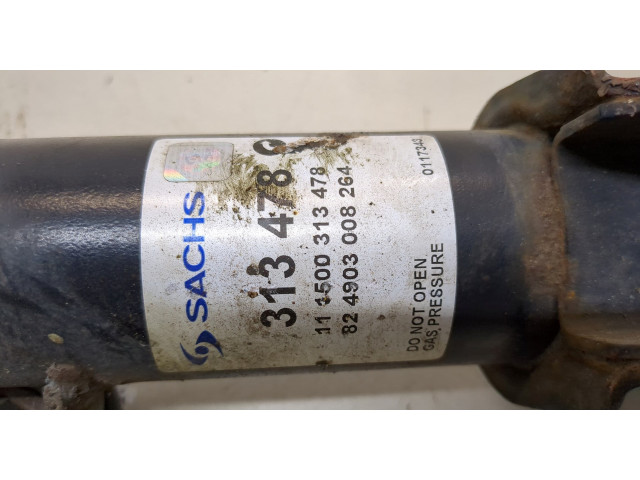 SACHS
313 478
11 1500 313 478
82 4903 008 264
DO NOT OPEN
GAS PRESSURE
0117343